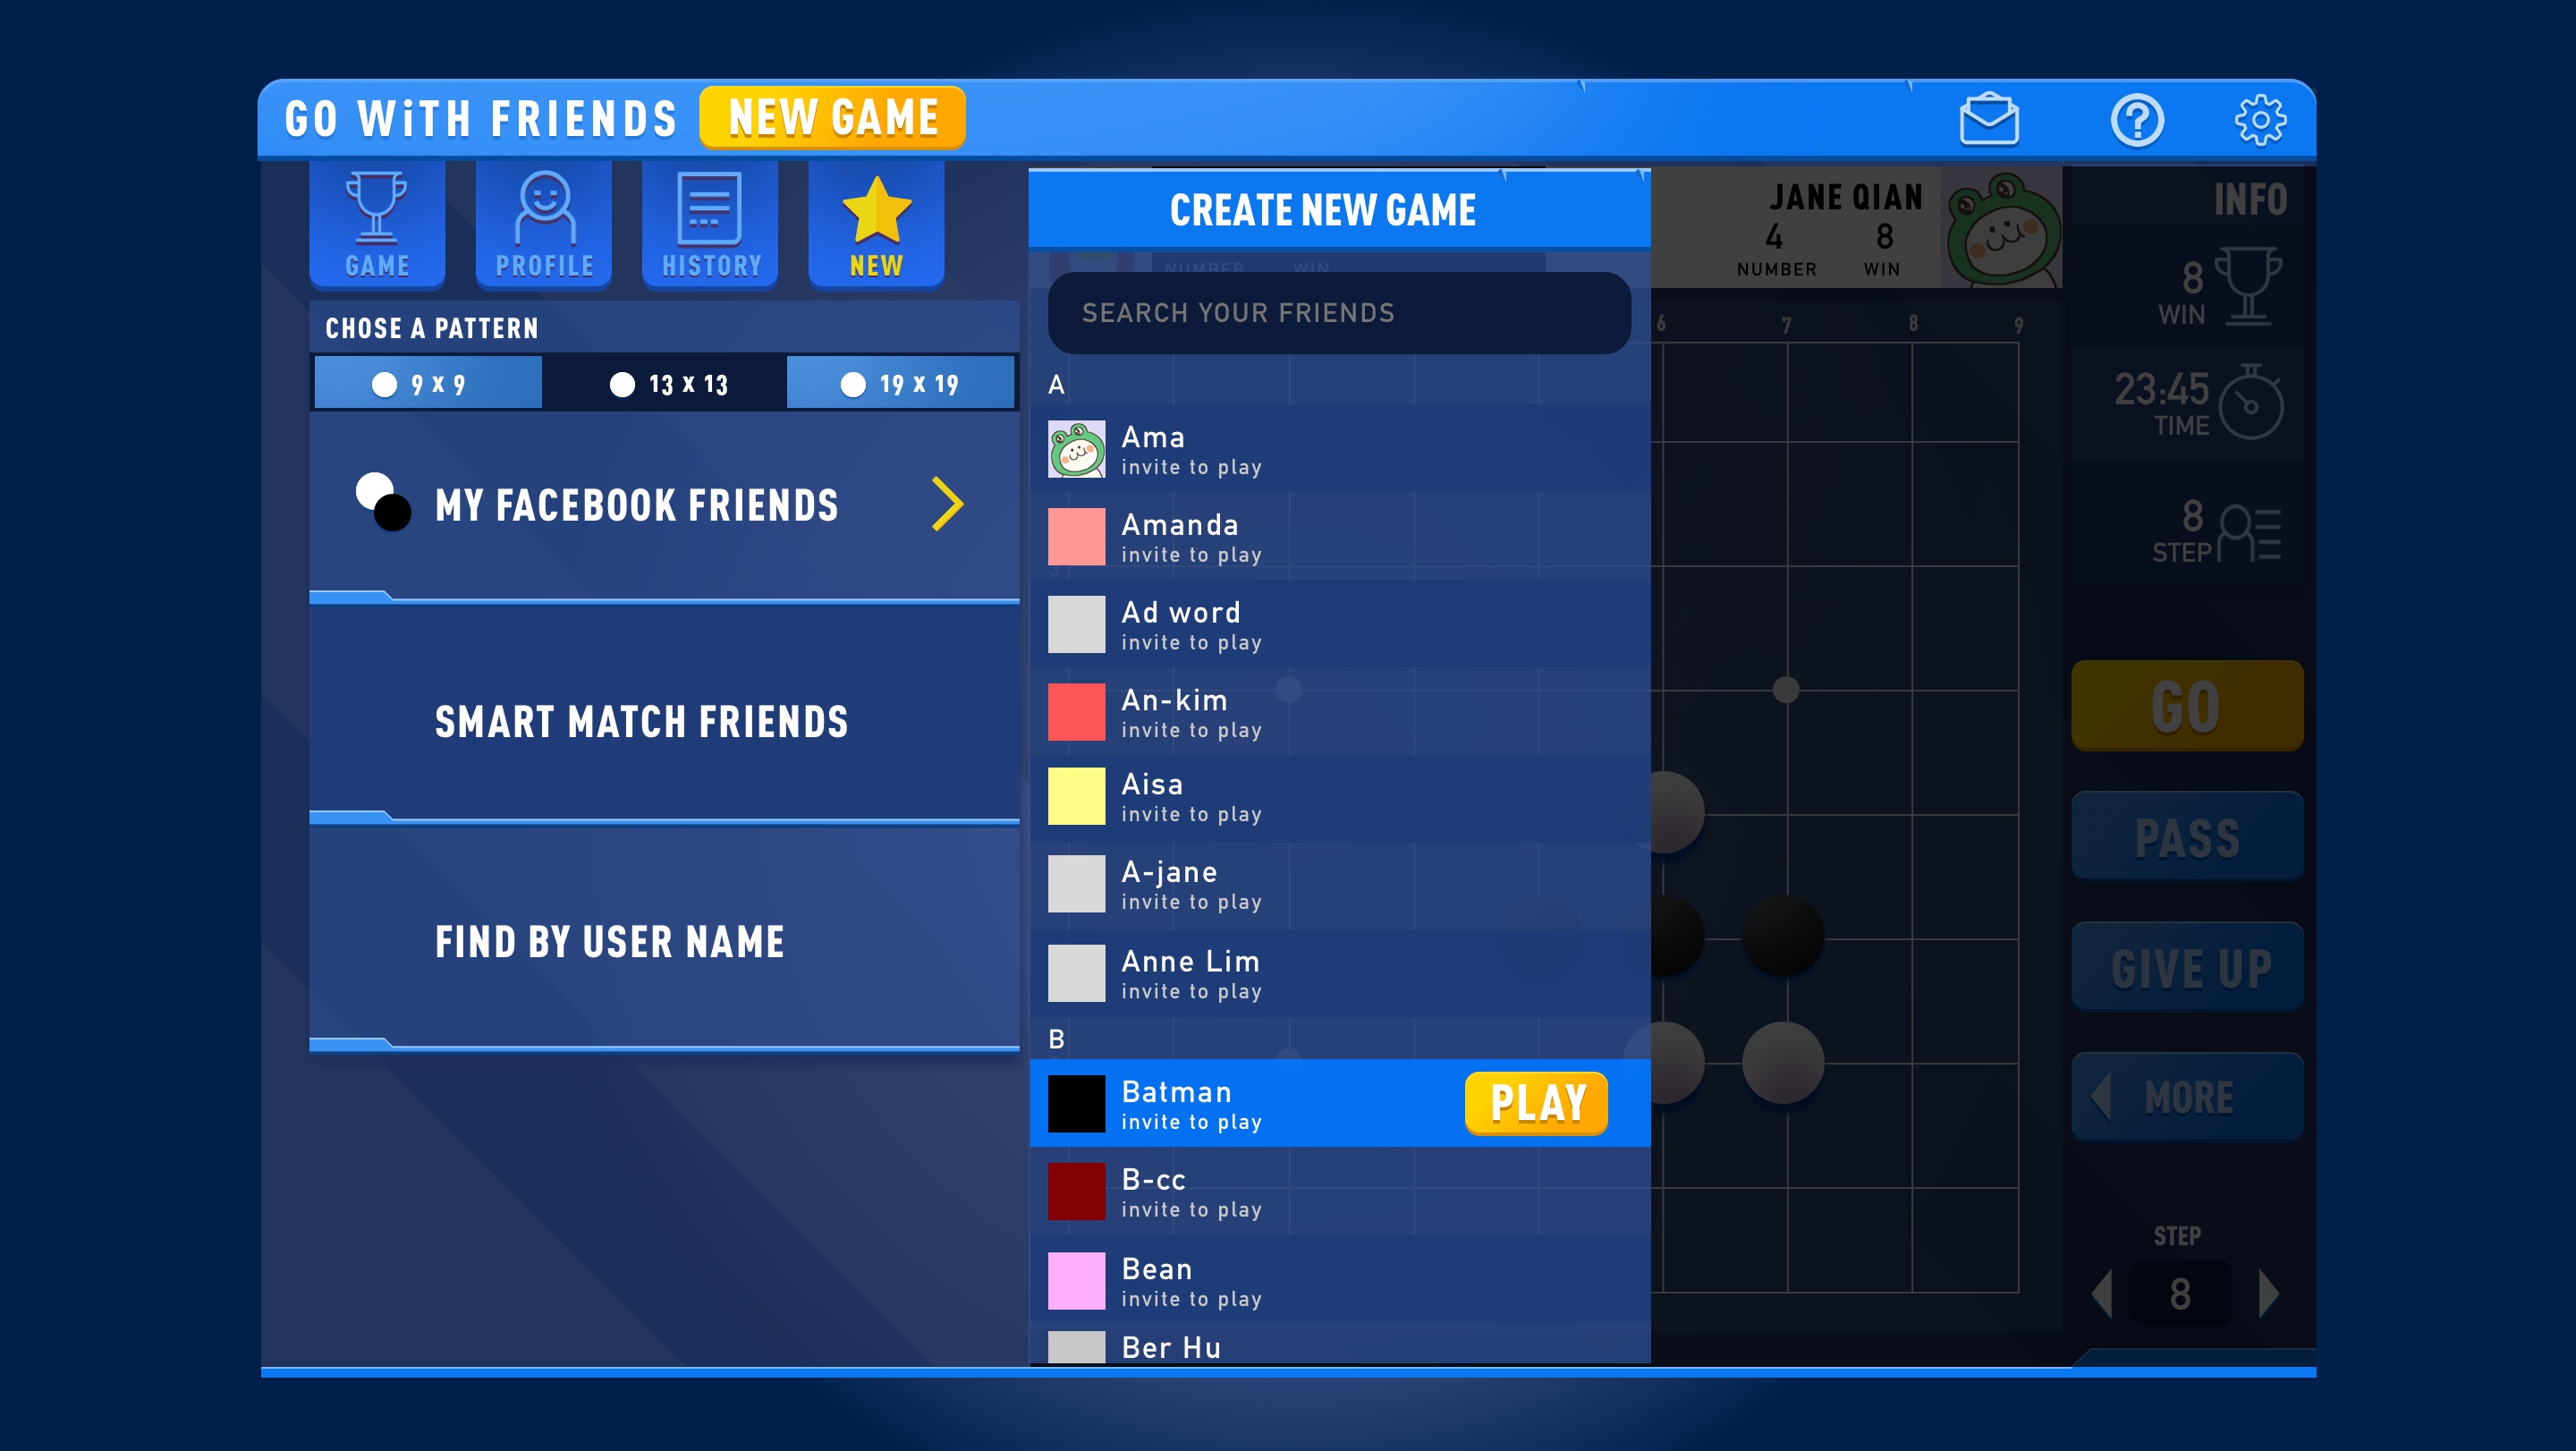 GO WiTH FRIENDS
NEW GAME
GAME
PROFILE
HISTORY
NEW
CHOSE A PATTERN
9 X 9
13 X 13
19 X 19
MY FACEBOOK FRIENDS
SMART MATCH FRIENDS
FIND BY USER NAME
CREATE NEW GAME
NUMBER WIN
SEARCH YOUR FRIENDS
A
Ama
invite to play
Amanda
invite to play
Ad word
invite to play
An-kim
invite to play
Aisa
invite to play
A-jane
invite to play
Anne Lim
invite to play
B
Batman
invite to play
PLAY
B-cc
invite to play
Bean
invite to play
Ber Hu
JANE QIAN
4 8
NUMBER WIN
6 7 8 9
INFO
8
WIN
23:45
TIME
8
STEP
GO
PASS
GIVE UP
MORE
STEP
8